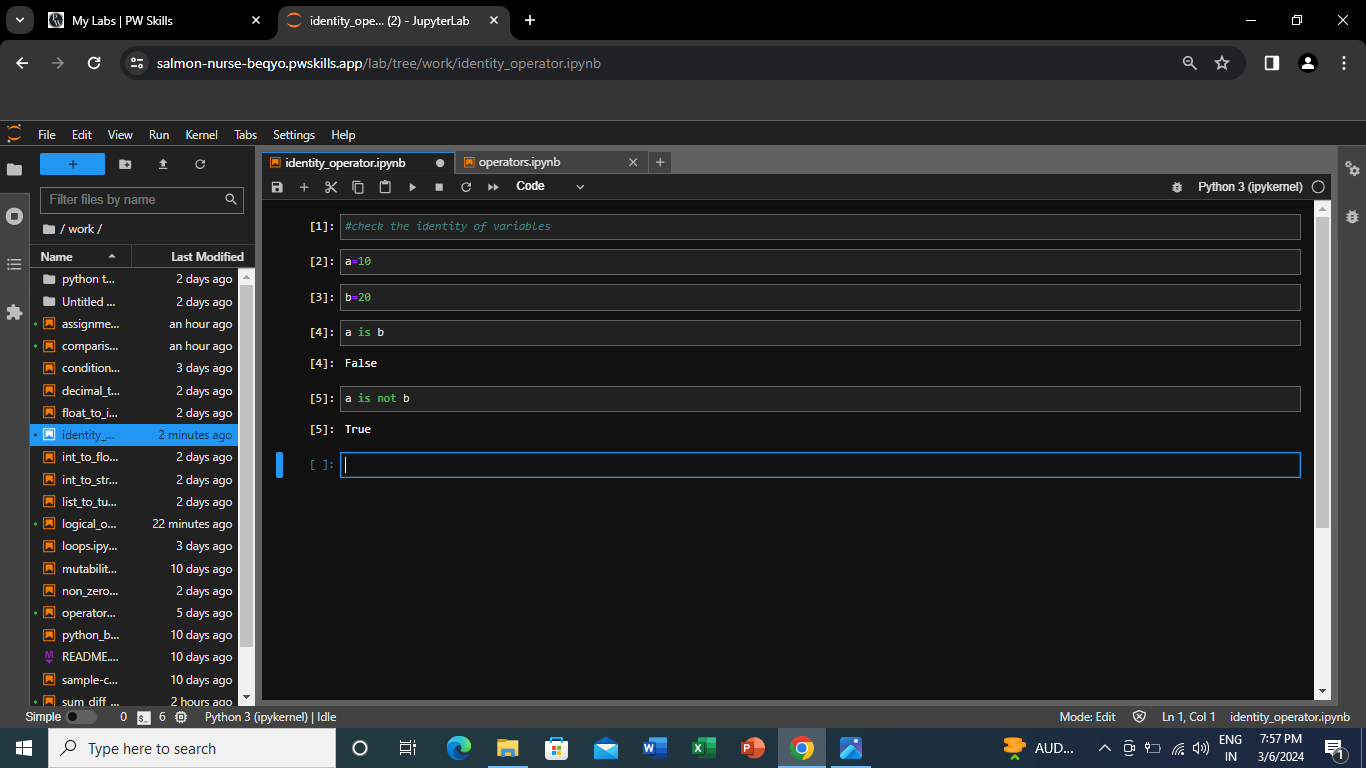 My Labs | PW Skills
identity_ope... (2) - JupyterLab
salmon-nurse-beqyo.pwskills.app/lab/tree/work/identity_operator.ipynb
File Edit View Run Kernel Tabs Settings Help
Filter files by name
/ work /
Name Last Modified
python t... 2 days ago
Untitled ... 2 days ago
assignme... an hour ago
comparis... an hour ago
condition... 3 days ago
decimal_t... 2 days ago
float_to_i... 2 days ago
identity_... 2 minutes ago
int_to_flo... 2 days ago
int_to_str... 2 days ago
list_to_tu... 2 days ago
logical_o... 22 minutes ago
loops.ipy... 3 days ago
mutabilit... 10 days ago
non_zero... 2 days ago
operator... 5 days ago
python_b... 10 days ago
README.... 10 days ago
sample-c... 10 days ago
sum_diff_... 2 hours ago
identity_operator.ipynb
operators.ipynb
Code
Python 3 (ipykernel)
[1]: #check the identity of variables
[2]: a=10
[3]: b=20
[4]: a is b
[4]: False
[5]: a is not b
[5]: True
[ ]:
Simple 0 $_ 6 Python 3 (ipykernel) | Idle Mode: Edit Ln 1, Col 1 identity_operator.ipynb
Type here to search
AUD...
ENG
IN
7:57 PM
3/6/2024
1